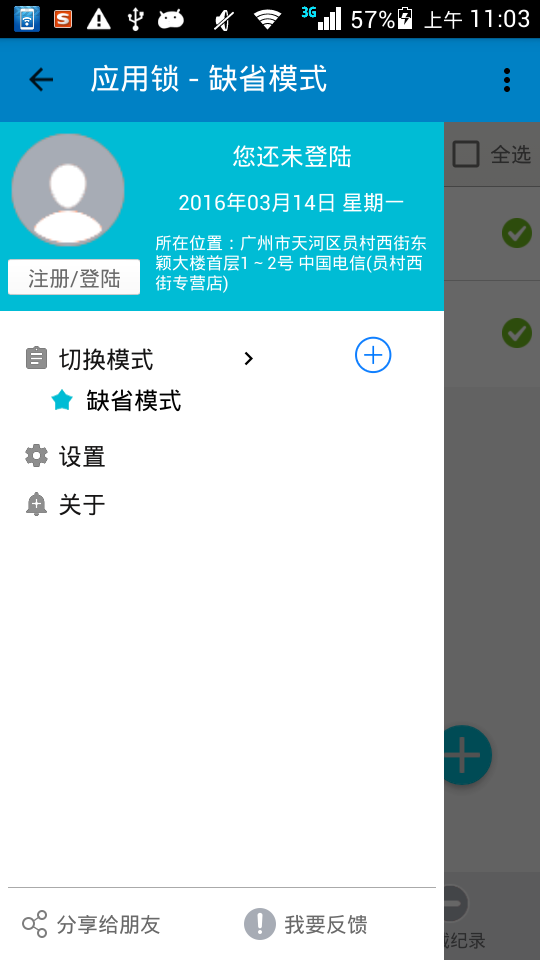 3G 57% 上午 11:03
应用锁 - 缺省模式
您还未登陆
2016年03月14日 星期一
所在位置：广州市天河区员村西街东
颖大楼首层1～2号 中国电信(员村西
街专营店)
注册/登陆
全选
切换模式
缺省模式
设置
关于
分享给朋友
我要反馈
纪录